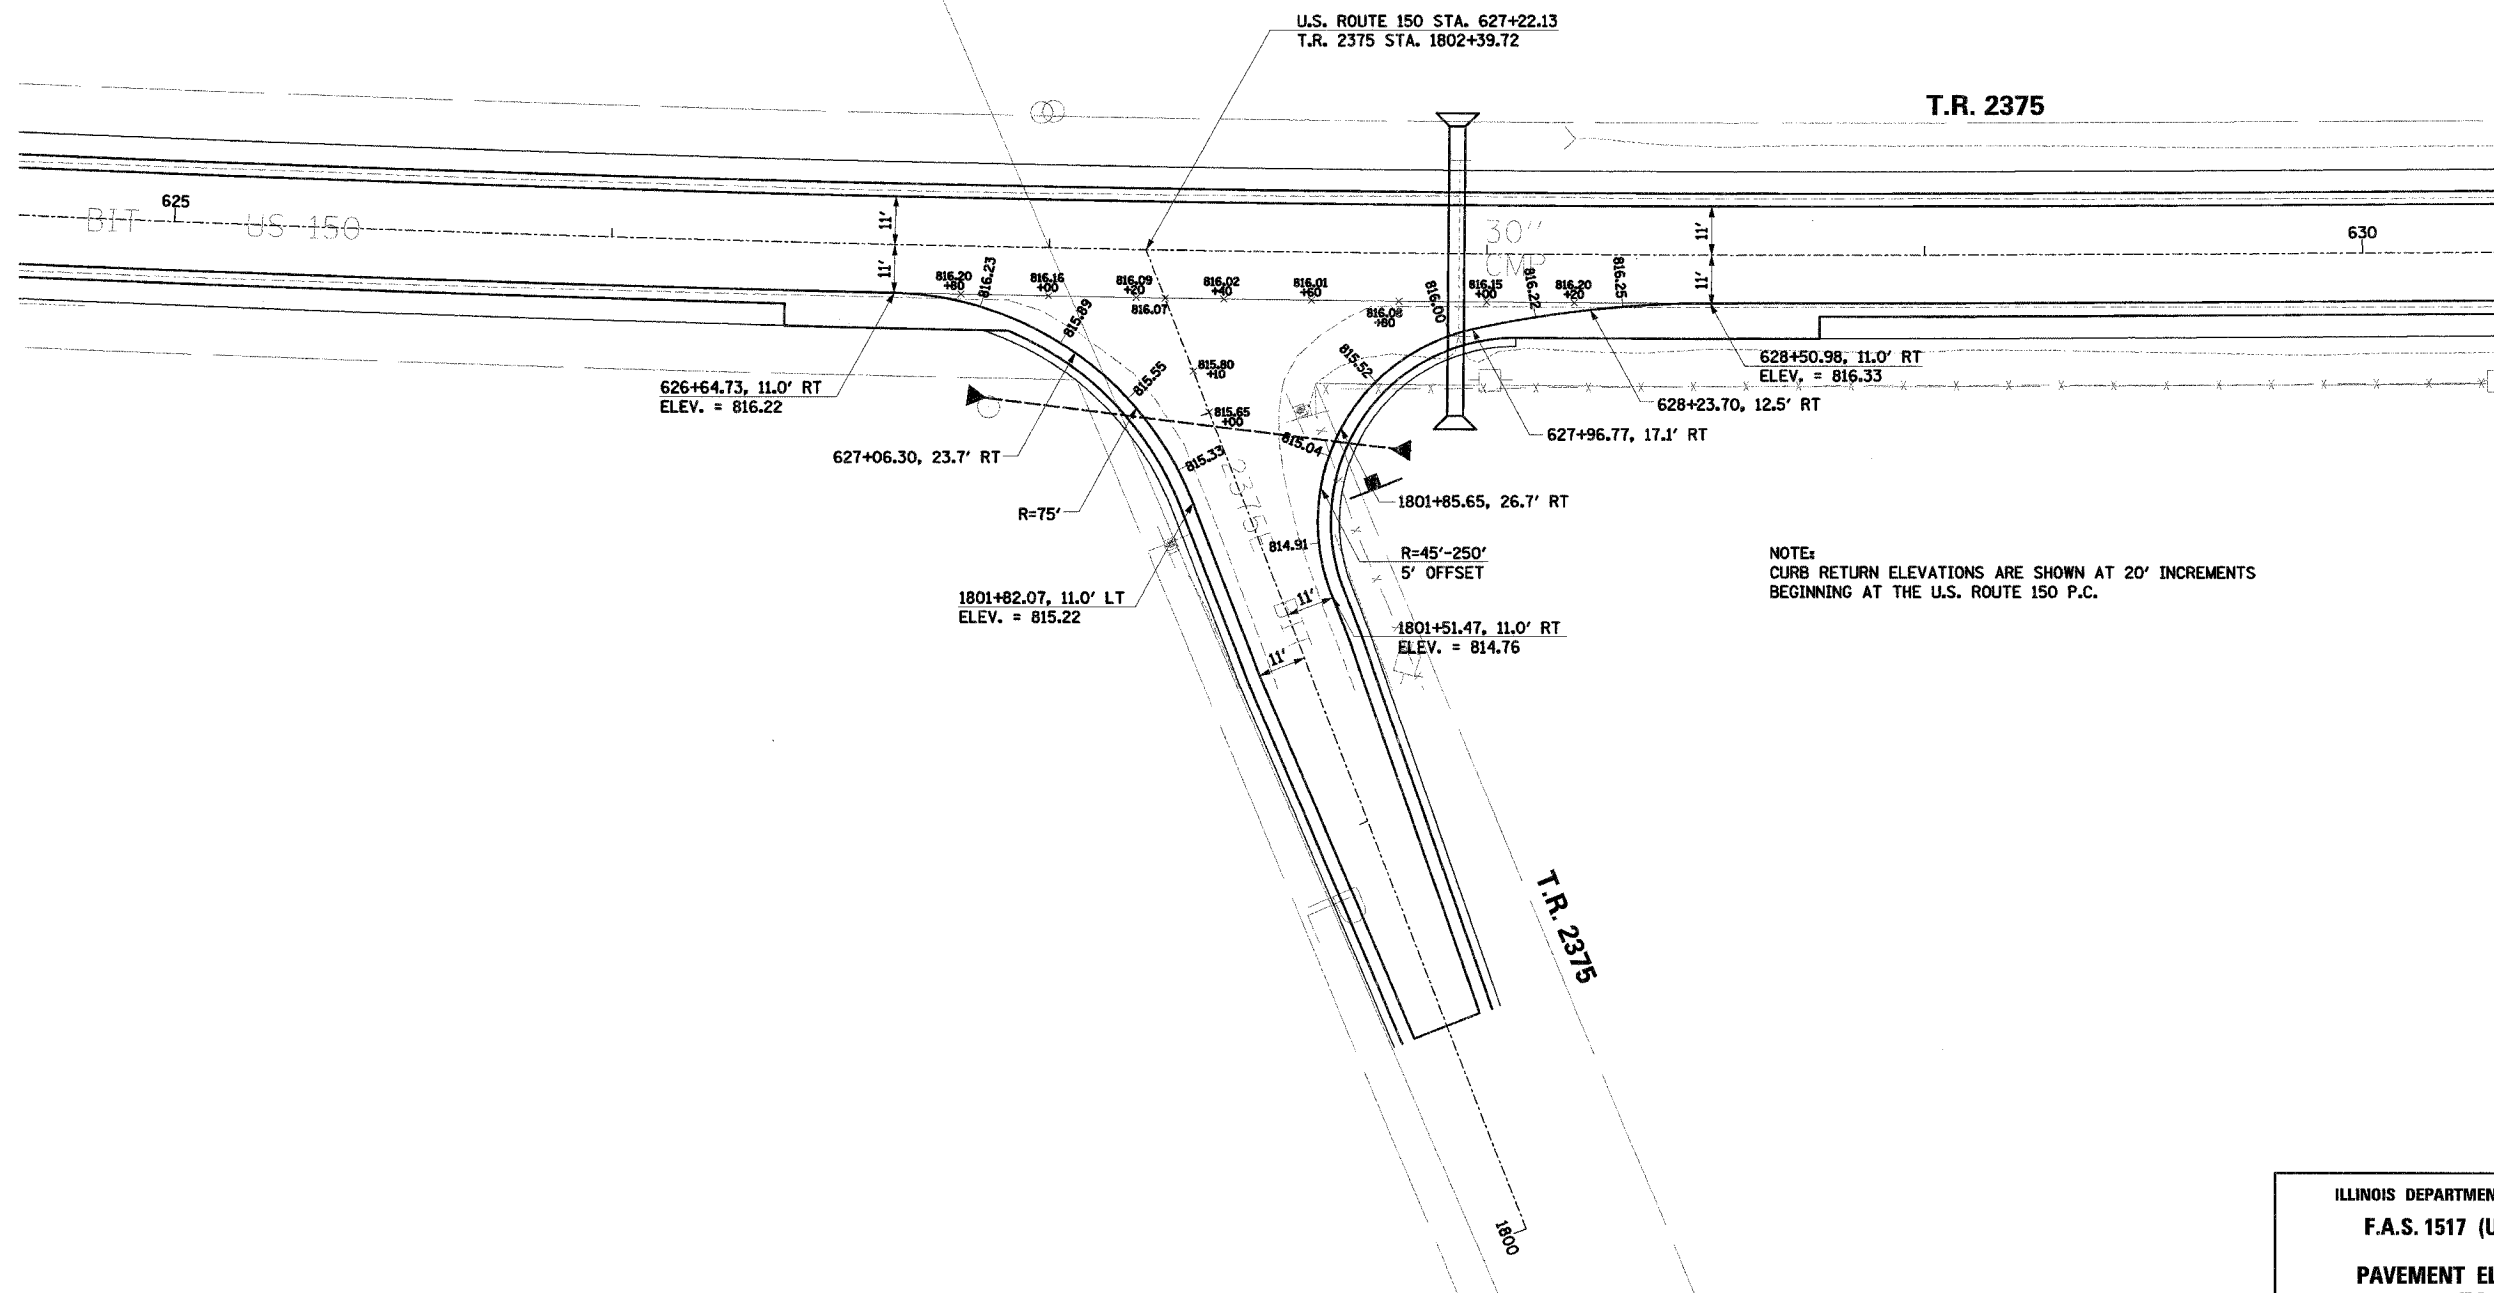 U.S. ROUTE 150 STA. 627+22.13
T.R. 2375 STA. 1802+39.72
T.R. 2375
625
BIT
US 150
11'
11'
30''
CMP
11'
11'
630
816.20
+80
816.23
816.16
+00
816.09
+20
816.07
816.02
+40
816.01
+60
816.08
+80
816.00
816.15
+00
816.22
816.20
+20
816.25
815.89
815.55
815.80
+10
815.65
+00
815.52
815.33
815.04
814.91
626+64.73, 11.0' RT
ELEV. = 816.22
628+50.98, 11.0' RT
ELEV. = 816.33
628+23.70, 12.5' RT
627+96.77, 17.1' RT
627+06.30, 23.7' RT
R=75'
2375E
1801+85.65, 26.7' RT
R=45'-250'
5' OFFSET
NOTE:
CURB RETURN ELEVATIONS ARE SHOWN AT 20' INCREMENTS
BEGINNING AT THE U.S. ROUTE 150 P.C.
1801+82.07, 11.0' LT
ELEV. = 815.22
BIT
11'
1801+51.47, 11.0' RT
ELEV. = 814.76
11'
T.R. 2375
1800
ILLINOIS DEPARTMEN
F.A.S. 1517 (U
PAVEMENT EL